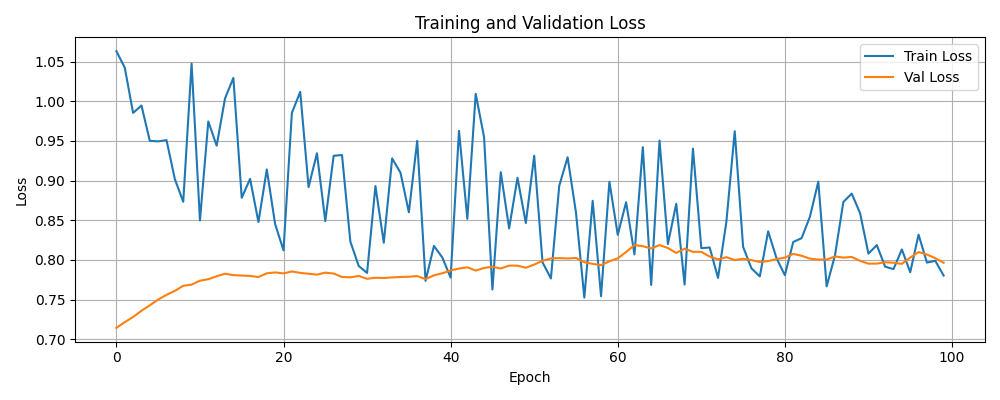 Training and Validation Loss
Train Loss
Val Loss
1.05
1.00
0.95
0.90
0.85
0.80
0.75
0.70
Loss
0 20 40 60 80 100
Epoch